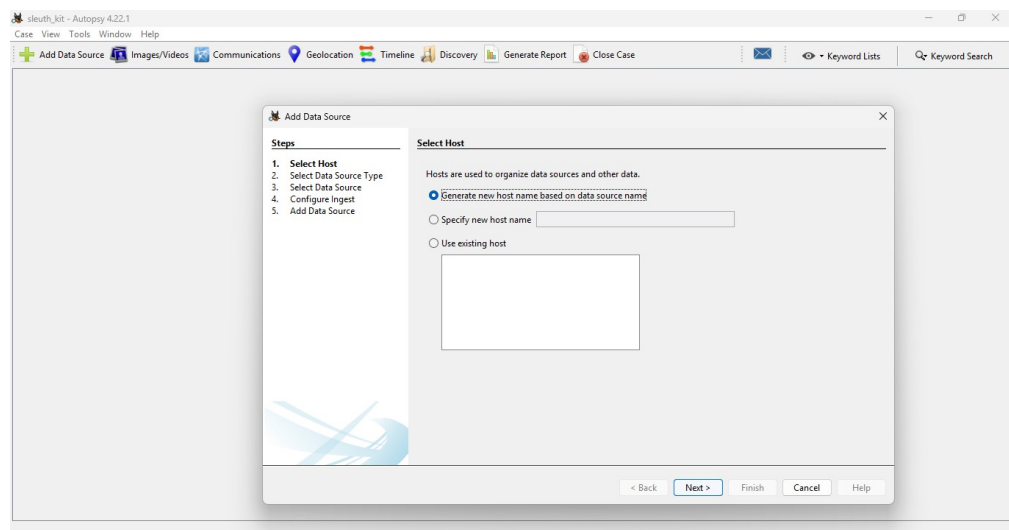 sleuth_kit - Autopsy 4.22.1
Case View Tools Window Help
Add Data Source Images/Videos Communications Geolocation Timeline Discovery Generate Report Close Case Keyword Lists Keyword Search
Add Data Source
Steps
1. Select Host
2. Select Data Source Type
3. Select Data Source
4. Configure Ingest
5. Add Data Source
Select Host
Hosts are used to organize data sources and other data.
Generate new host name based on data source name
Specify new host name
Use existing host
< Back Next > Finish Cancel Help